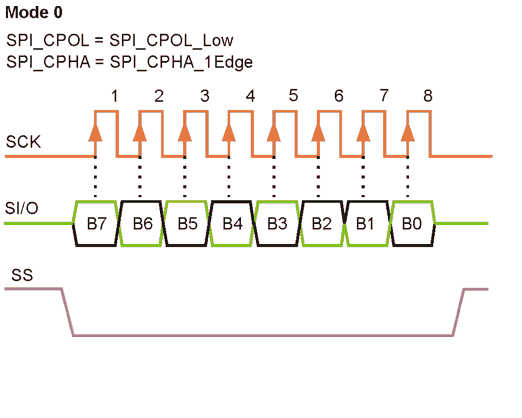 Mode 0
SPI_CPOL = SPI_CPOL_Low
SPI_CPHA = SPI_CPHA_1Edge
1 2 3 4 5 6 7 8
SCK
SI/O B7 B6 B5 B4 B3 B2 B1 B0
SS